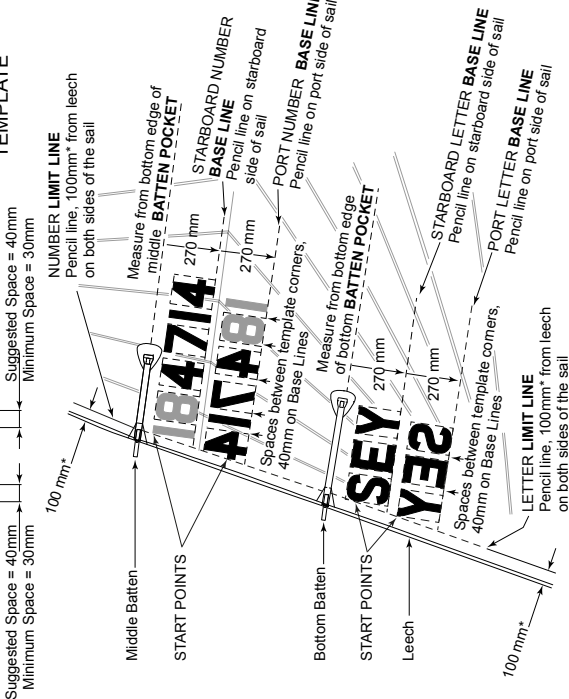 TEMPLATE
Suggested Space = 40mm
Minimum Space = 30mm
Suggested Space = 40mm
Minimum Space = 30mm
NUMBER LIMIT LINE
Pencil line, 100mm* from leech
on both sides of the sail
100 mm*
Measure from bottom edge of
middle BATTEN POCKET
STARBOARD NUMBER
BASE LINE
Pencil line on starboard
side of sail
PORT NUMBER BASE LINE
Pencil line on port side of sail
Middle Batten
184714
270 mm
184714
270 mm
START POINTS
Spaces between template corners,
40mm on Base Lines
Measure from bottom edge
of bottom BATTEN POCKET
STARBOARD LETTER BASE LINE
Pencil line on starboard side of sail
PORT LETTER BASE LINE
Pencil line on port side of sail
Bottom Batten
SEY
270 mm
SEY
270 mm
START POINTS
Spaces between template corners,
40mm on Base Lines
Leech
LETTER LIMIT LINE
Pencil line, 100mm* from leech
on both sides of the sail
100 mm*